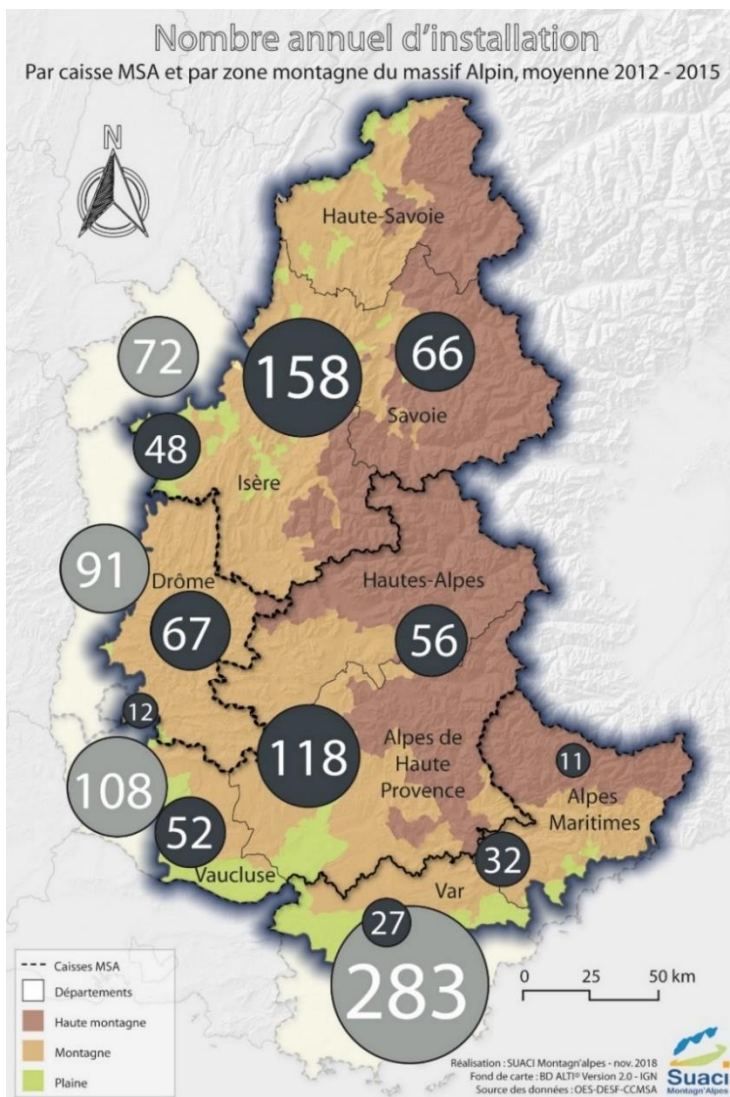 Nombre annuel d'installation
Par caisse MSA et par zone montagne du massif Alpin, moyenne 2012 - 2015
N
Haute-Savoie
72
158
66
Savoie
48
Isère
91
Drôme
Hautes-Alpes
67
56
12
118
Alpes de
Haute
Provence
11
Alpes
Maritimes
108
52
32
Vaucluse
Var
27
283
Caisses MSA
Départements
Haute montagne
Montagne
Plaine
0 25 50 km
Réalisation : SUACI Montagn'alpes - nov. 2018
Fond de carte : BD ALTI® Version 2.0 - IGN
Source des données : OES-DESF-CCMSA
Suaci
Montagn'Alpes